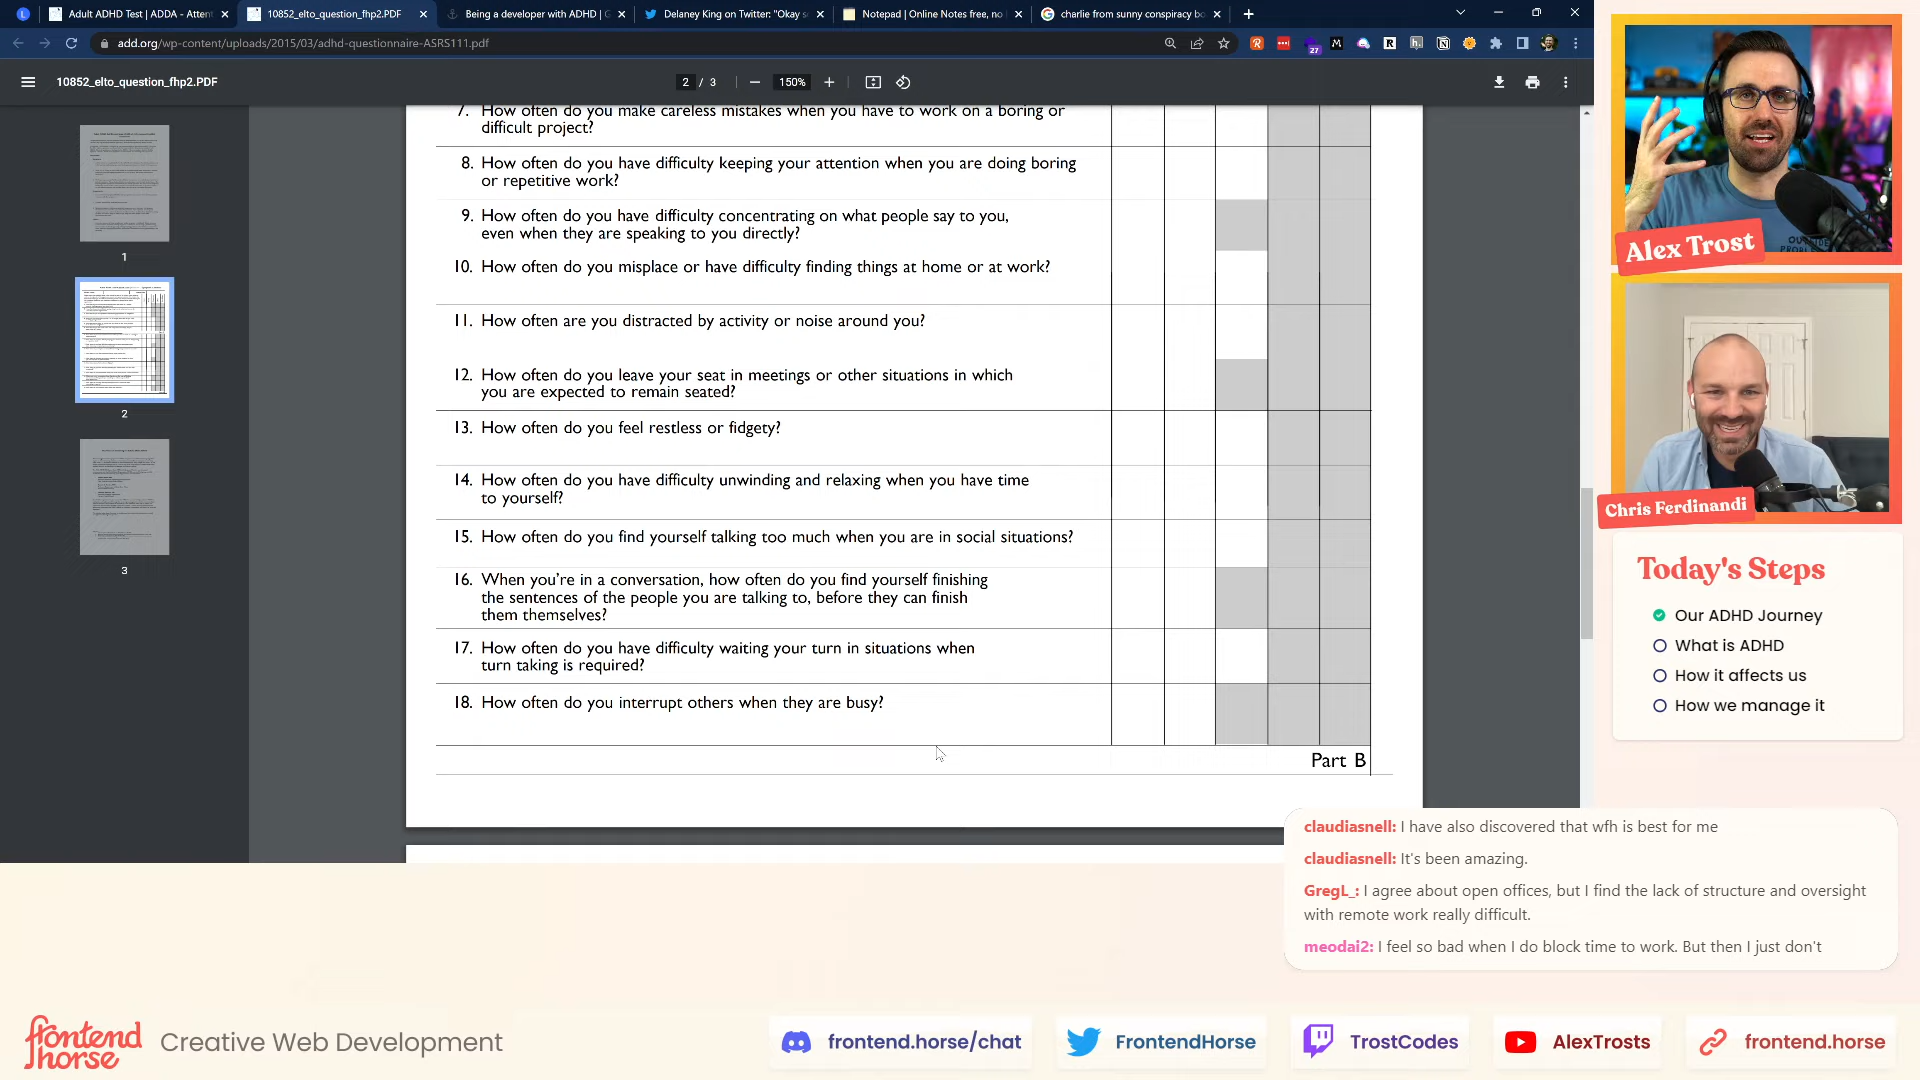 Adult ADHD Test | ADDA - Atten
10852_elto_question_fhp2.PDF
Being a developer with ADHD | G
Delaney King on Twitter: "Okay s
Notepad | Online Notes free, no
charlie from sunny conspiracy bo
add.org/wp-content/uploads/2015/03/adhd-questionnaire-ASRS111.pdf
27
10852_elto_question_fhp2.PDF
2 / 3
150%
1
2
3
7. How often do you make careless mistakes when you have to work on a boring or
difficult project?
8. How often do you have difficulty keeping your attention when you are doing boring
or repetitive work?
9. How often do you have difficulty concentrating on what people say to you,
even when they are speaking to you directly?
10. How often do you misplace or have difficulty finding things at home or at work?
11. How often are you distracted by activity or noise around you?
12. How often do you leave your seat in meetings or other situations in which
you are expected to remain seated?
13. How often do you feel restless or fidgety?
14. How often do you have difficulty unwinding and relaxing when you have time
to yourself?
15. How often do you find yourself talking too much when you are in social situations?
16. When you're in a conversation, how often do you find yourself finishing
the sentences of the people you are talking to, before they can finish
them themselves?
17. How often do you have difficulty waiting your turn in situations when
turn taking is required?
18. How often do you interrupt others when they are busy?
Part B
Alex Trost
Chris Ferdinandi
Today's Steps
Our ADHD Journey
What is ADHD
How it affects us
How we manage it
claudiasnell: I have also discovered that wfh is best for me
claudiasnell: It's been amazing.
GregL_: I agree about open offices, but I find the lack of structure and oversight
with remote work really difficult.
meodai2: I feel so bad when I do block time to work. But then I just don't
frontend
horse
Creative Web Development
frontend.horse/chat
FrontendHorse
TrostCodes
AlexTrosts
frontend.horse